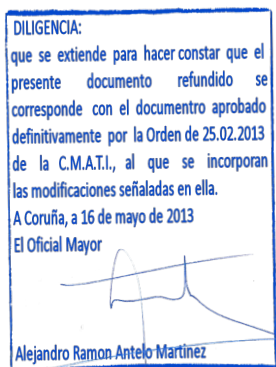 DILIGENCIA:
que se extiende para hacer constar que el
presente documento refundido se
corresponde con el documentro aprobado
definitivamente por la Orden de 25.02.2013
de la C.M.A.T.I., al que se incorporan
las modificaciones señaladas en ella.
A Coruña, a 16 de mayo de 2013
El Oficial Mayor
Alejandro Ramon Antelo Martinez